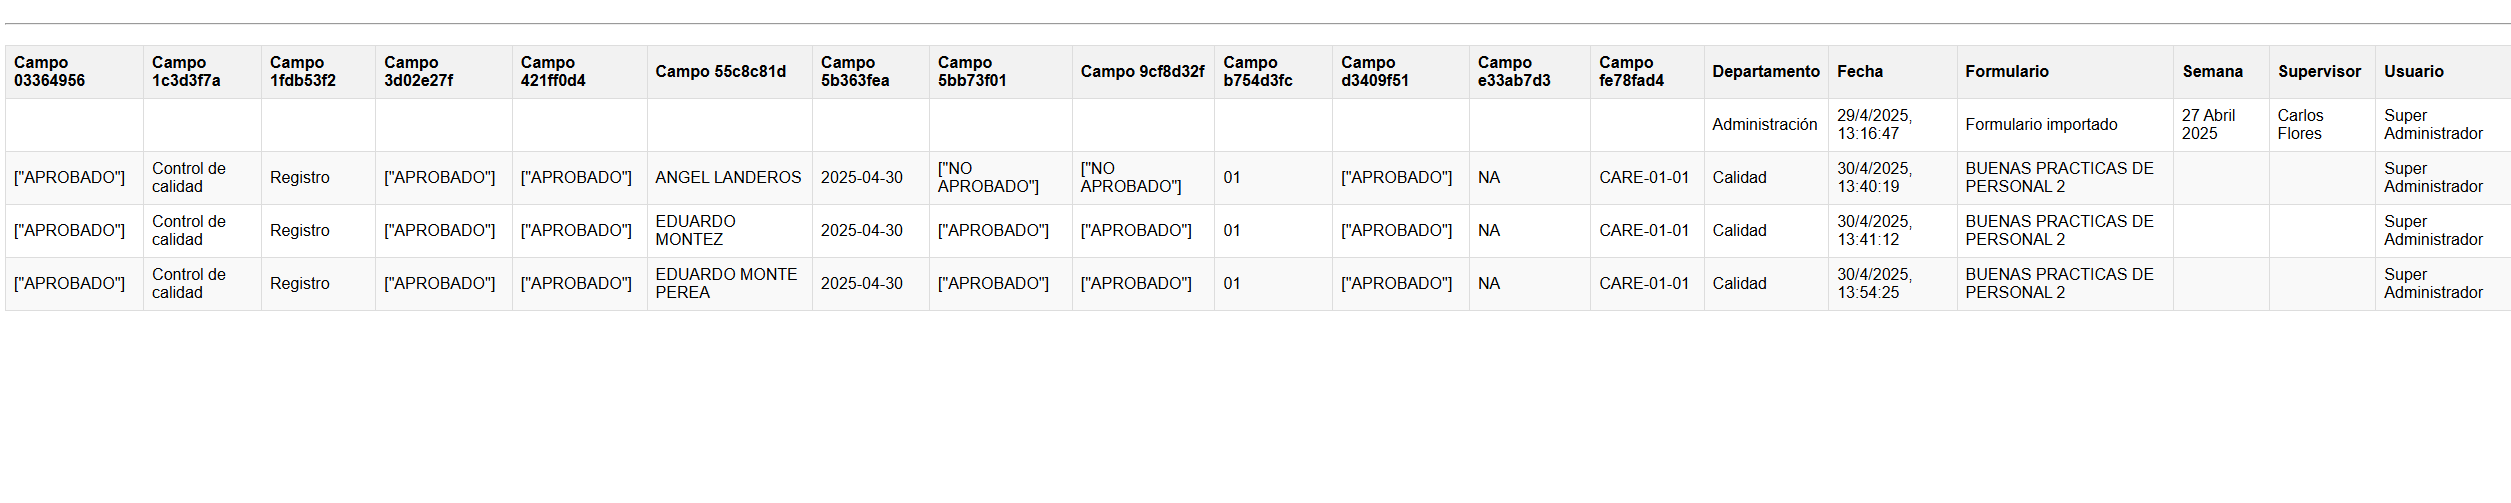 Campo 03364956 Campo 1c3d3f7a Campo 1fdb53f2 Campo 3d02e27f Campo 421ff0d4 Campo 55c8c81d Campo 5b363fea Campo 5bb73f01 Campo 9cf8d32f Campo b754d3fc Campo d3409f51 Campo e33ab7d3 Campo fe78fad4 Departamento Fecha Formulario Semana Supervisor Usuario
Administración 29/4/2025, 13:16:47 Formulario importado 27 Abril 2025 Carlos Flores Super Administrador
["APROBADO"] Control de calidad Registro ["APROBADO"] ["APROBADO"] ANGEL LANDEROS 2025-04-30 ["NO APROBADO"] ["NO APROBADO"] 01 ["APROBADO"] NA CARE-01-01 Calidad 30/4/2025, 13:40:19 BUENAS PRACTICAS DE PERSONAL 2 Super Administrador
["APROBADO"] Control de calidad Registro ["APROBADO"] ["APROBADO"] EDUARDO MONTEZ 2025-04-30 ["APROBADO"] ["APROBADO"] 01 ["APROBADO"] NA CARE-01-01 Calidad 30/4/2025, 13:41:12 BUENAS PRACTICAS DE PERSONAL 2 Super Administrador
["APROBADO"] Control de calidad Registro ["APROBADO"] ["APROBADO"] EDUARDO MONTE PEREA 2025-04-30 ["APROBADO"] ["APROBADO"] 01 ["APROBADO"] NA CARE-01-01 Calidad 30/4/2025, 13:54:25 BUENAS PRACTICAS DE PERSONAL 2 Super Administrador